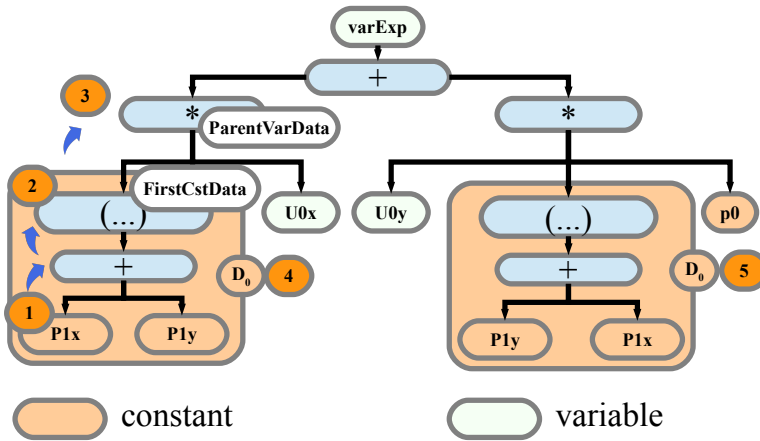 varExp
+
3
*
ParentVarData
*
2
FirstCstData
(...)
U0x
U0y
(...)
p0
+
D₀
4
+
D₀
5
1
P1x
P1y
P1y
P1x
constant
variable